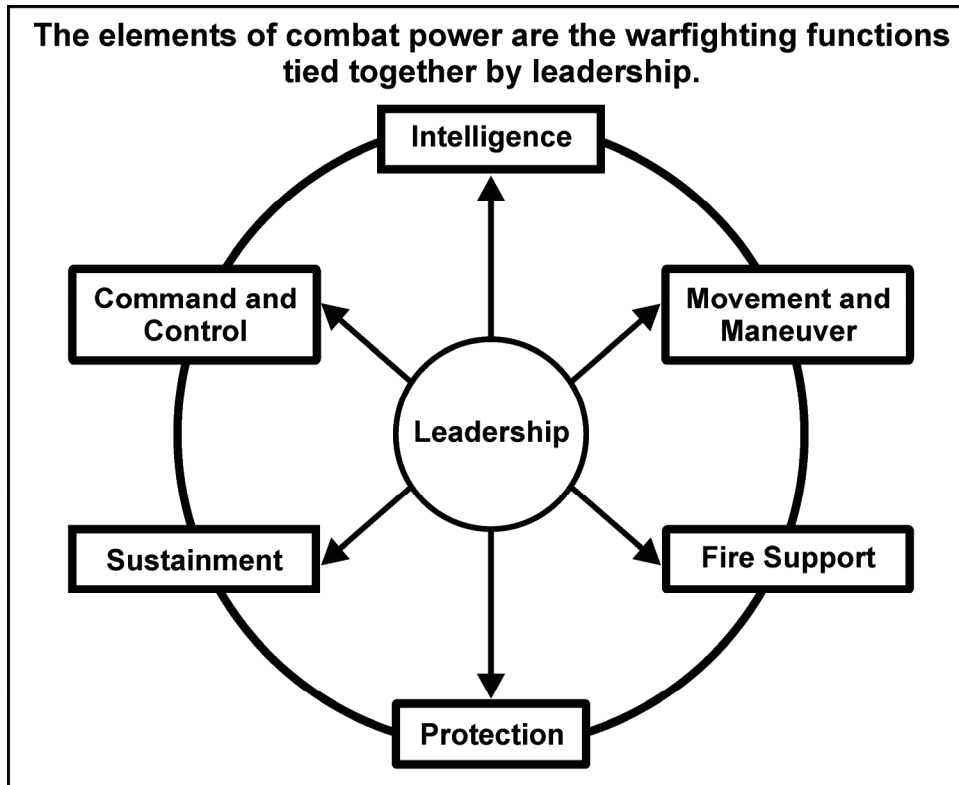 The elements of combat power are the warfighting functions
tied together by leadership.
Intelligence
Command and
Control
Movement and
Maneuver
Leadership
Sustainment
Fire Support
Protection